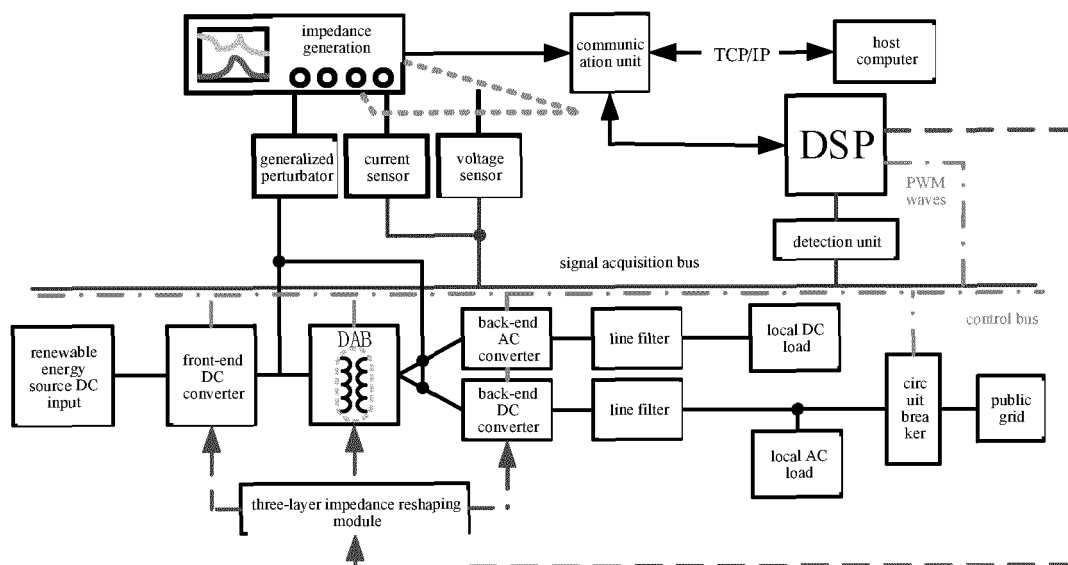 impedance
generation
communic
ation unit
TCP/IP
host
computer
generalized
perturbator
current
sensor
voltage
sensor
DSP
PWM
waves
detection unit
signal acquisition bus
control bus
renewable
energy
source DC
input
front-end
DC
converter
DAB
back-end
AC
converter
line filter
local DC
load
back-end
DC
converter
line filter
local AC
load
circ
uit
brea
ker
public
grid
three-layer impedance reshaping
module